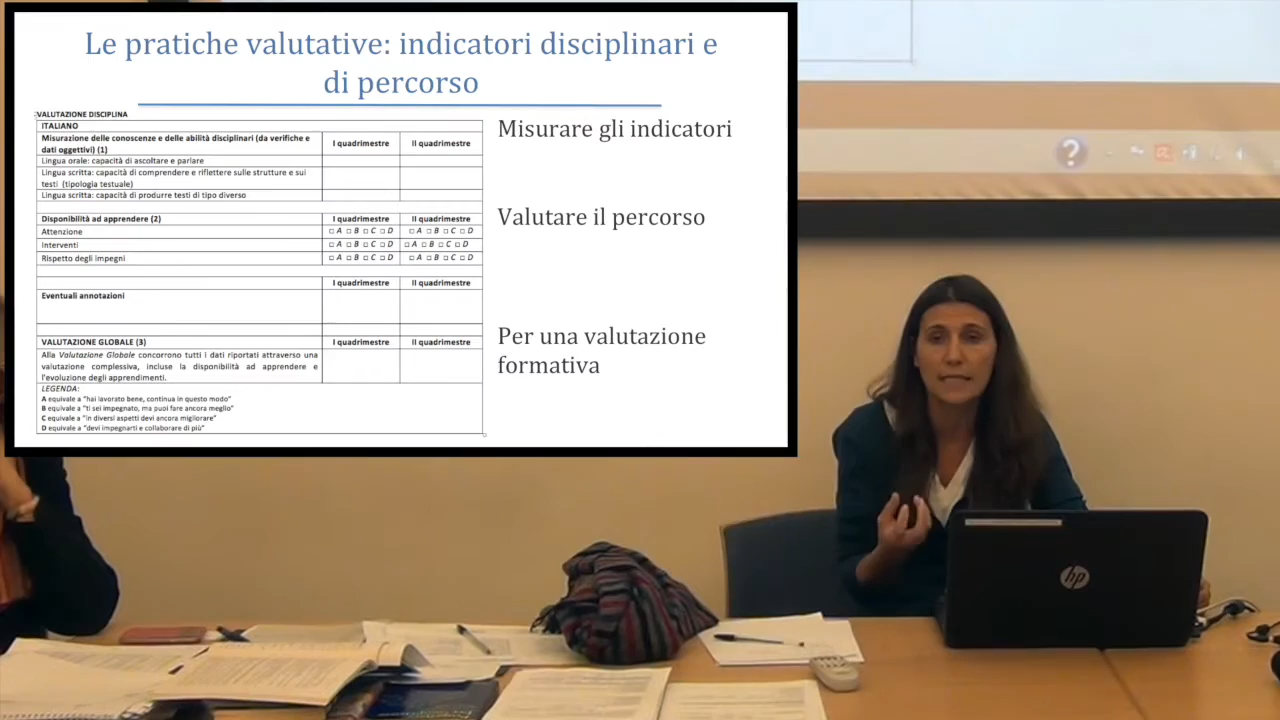 Le pratiche valutative: indicatori disciplinari e
di percorso
VALUTAZIONE DISCIPLINA
ITALIANO
Misurazione delle conoscenze e delle abilità disciplinari (da verifiche e
dati oggettivi) (1)
I quadrimestre
II quadrimestre
Lingua orale: capacità di ascoltare e parlare
Lingua scritta: capacità di comprendere e riflettere sulle strutture e sui
testi (tipologia testuale)
Lingua scritta: capacità di produrre testi di tipo diverso
Disponibilità ad apprendere (2)
I quadrimestre
II quadrimestre
Attenzione
□ A □ B □ C □ D
□ A □ B □ C □ D
Interventi
□ A □ B □ C □ D
□ A □ B □ C □ D
Rispetto degli impegni
□ A □ B □ C □ D
□ A □ B □ C □ D
I quadrimestre
II quadrimestre
Eventuali annotazioni
VALUTAZIONE GLOBALE (3)
I quadrimestre
II quadrimestre
Alla Valutazione Globale concorrono tutti i dati riportati attraverso una
valutazione complessiva, incluse la disponibilità ad apprendere e
l'evoluzione degli apprendimenti.
LEGENDA:
A equivale a "hai lavorato bene, continua in questo modo"
B equivale a "ti sei impegnato, ma puoi fare ancora meglio"
C equivale a "in diversi aspetti devi ancora migliorare"
D equivale a "devi impegnarti e collaborare di più"
Misurare gli indicatori
Valutare il percorso
Per una valutazione
formativa
?
hp